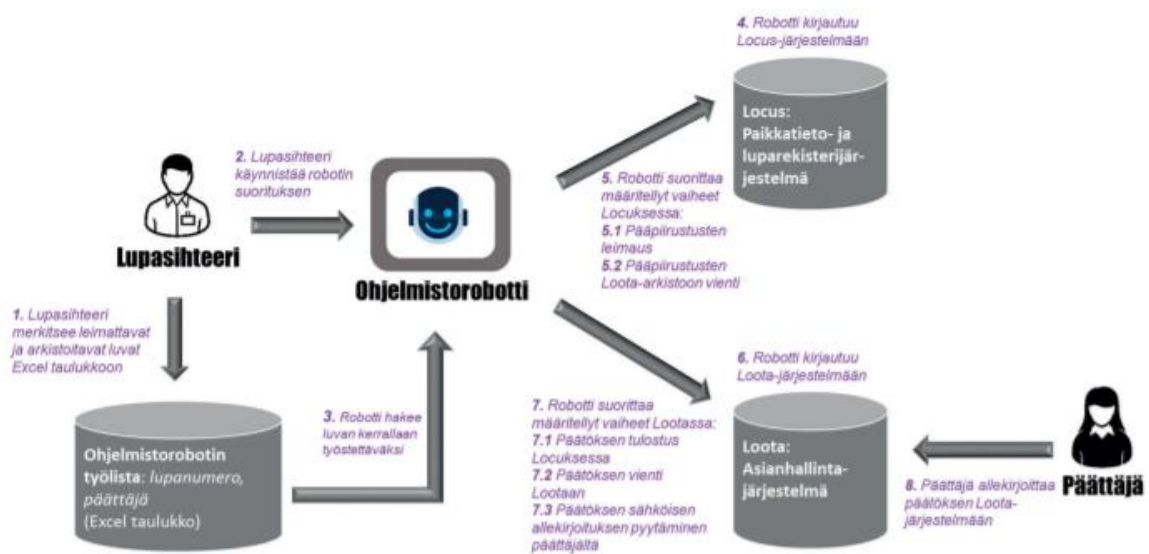 4. Robotti kirjautuu
Locus-järjestelmään
Locus:
Paikkatieto- ja
luparekisterijär-
jestelmä
2. Lupasihteeri
käynnistää robotin
suorituksen
5. Robotti suorittaa
määritellyt vaiheet
Locuksessa:
5.1 Pääpiirustusten
leimaus
5.2 Pääpiirustusten
Loota-arkistoon vienti
Lupasihteeri
Ohjelmistorobotti
1. Lupasihteeri
merkitsee leimattavat
ja arkistoitavat luvat
Excel taulukkoon
3. Robotti hakee
luvan kerrallaan
työstettäväksi
Ohjelmistorobotin
työlista: lupanumero,
päättäjä
(Excel taulukko)
6. Robotti kirjautuu
Loota-järjestelmään
7. Robotti suorittaa
määritellyt vaiheet Lootassa:
7.1 Päätöksen tulostus
Locuksessa
7.2 Päätöksen vienti
Lootaan
7.3 Päätöksen sähköisen
allekirjoituksen pyytäminen
päättäjältä
Loota:
Asianhallinta-
järjestelmä
Päättäjä
8. Päättäjä allekirjoittaa
päätöksen Loota-
järjestelmään